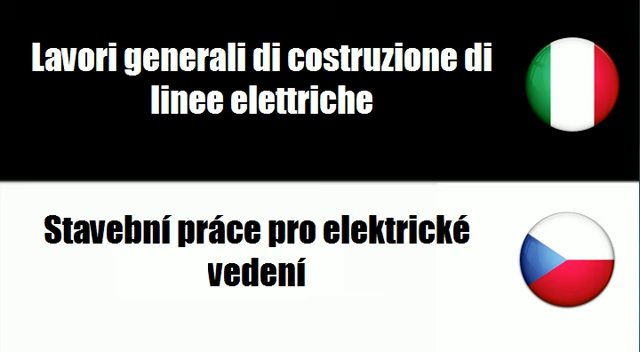 Lavori generali di costruzione di
linee elettriche
Stavební práce pro elektrické
vedení